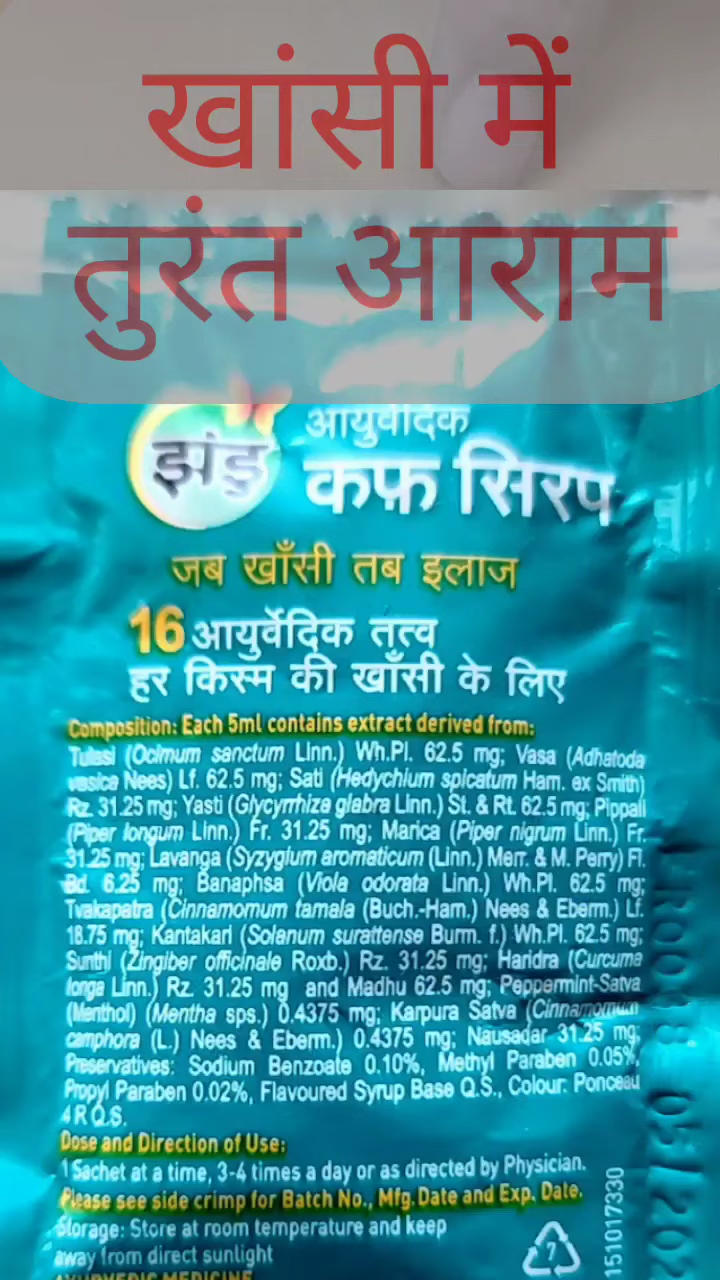 खांसी में
तुरंत आराम
झंडु
आयुर्वेदिक
कफ़ सिरप
जब खाँसी तब इलाज
16 आयुर्वेदिक तत्व
हर किस्म की खाँसी के लिए
Composition: Each 5ml contains extract derived from:
Tulasi (Ocimum sanctum Linn.) Wh.Pl. 62.5 mg; Vasa (Adhatoda
vasica Nees) Lf. 62.5 mg; Sati (Hedychium spicatum Ham. ex Smith)
Rz. 31.25 mg; Yasti (Glycyrrhiza glabra Linn.) St. & Rt. 62.5 mg; Pippali
(Piper longum Linn.) Fr. 31.25 mg; Marica (Piper nigrum Linn.) Fr.
31.25 mg; Lavanga (Syzygium aromaticum (Linn.) Merr. & M. Perry) Fl.
Bd. 6.25 mg; Banaphsa (Viola odorata Linn.) Wh.Pl. 62.5 mg;
Tvakapatra (Cinnamomum tamala (Buch.-Ham.) Nees & Eberm.) Lf.
18.75 mg; Kantakari (Solanum surattense Burm. f.) Wh.Pl. 62.5 mg;
Sunthi (Zingiber officinale Roxb.) Rz. 31.25 mg; Haridra (Curcuma
longa Linn.) Rz. 31.25 mg and Madhu 62.5 mg; Peppermint-Satva
(Menthol) (Mentha sps.) 0.4375 mg; Karpura Satva (Cinnamomum
camphora (L.) Nees & Eberm.) 0.4375 mg; Nausadar 31.25 mg;
Preservatives: Sodium Benzoate 0.10%, Methyl Paraben 0.05%,
Propyl Paraben 0.02%, Flavoured Syrup Base Q.S., Colour: Ponceau
4R Q.S.
Dose and Direction of Use:
1 Sachet at a time, 3-4 times a day or as directed by Physician.
Please see side crimp for Batch No., Mfg. Date and Exp. Date.
Storage: Store at room temperature and keep
away from direct sunlight
AYURVEDIC MEDICINE
7
151017330